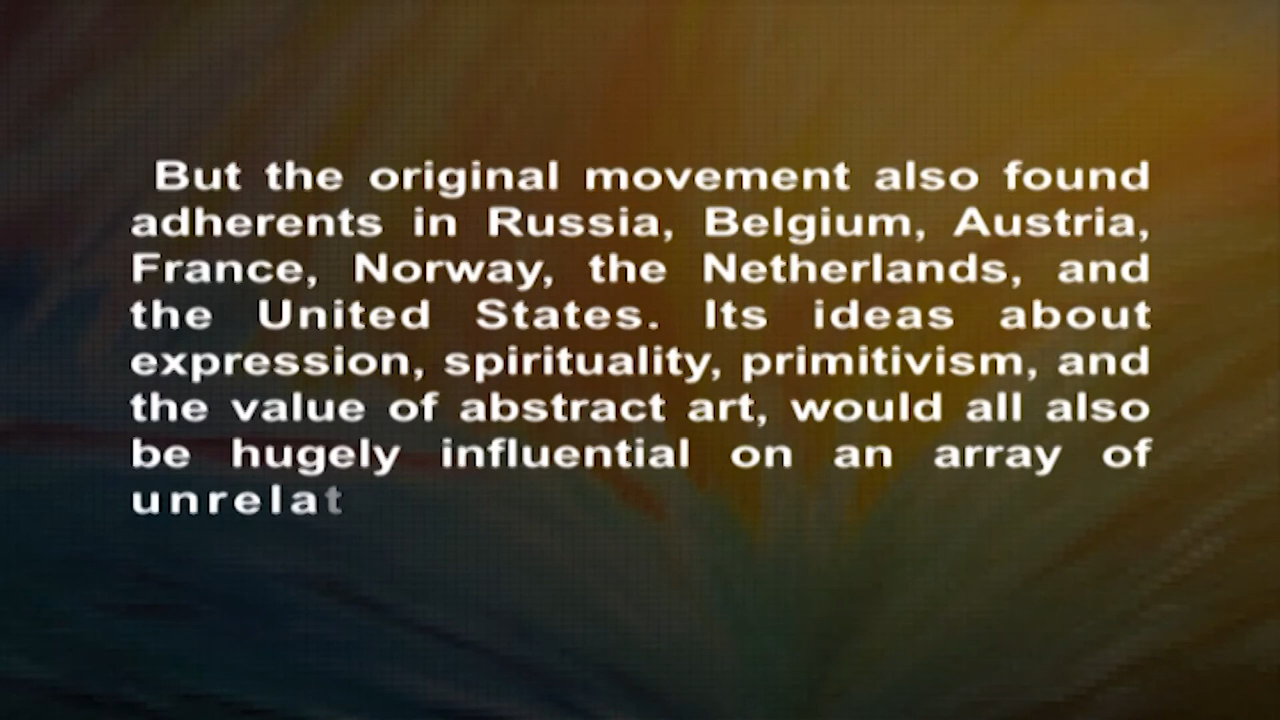 But the original movement also found
adherents in Russia, Belgium, Austria,
France, Norway, the Netherlands, and
the United States. Its ideas about
expression, spirituality, primitivism, and
the value of abstract art, would all also
be hugely influential on an array of
unrelat